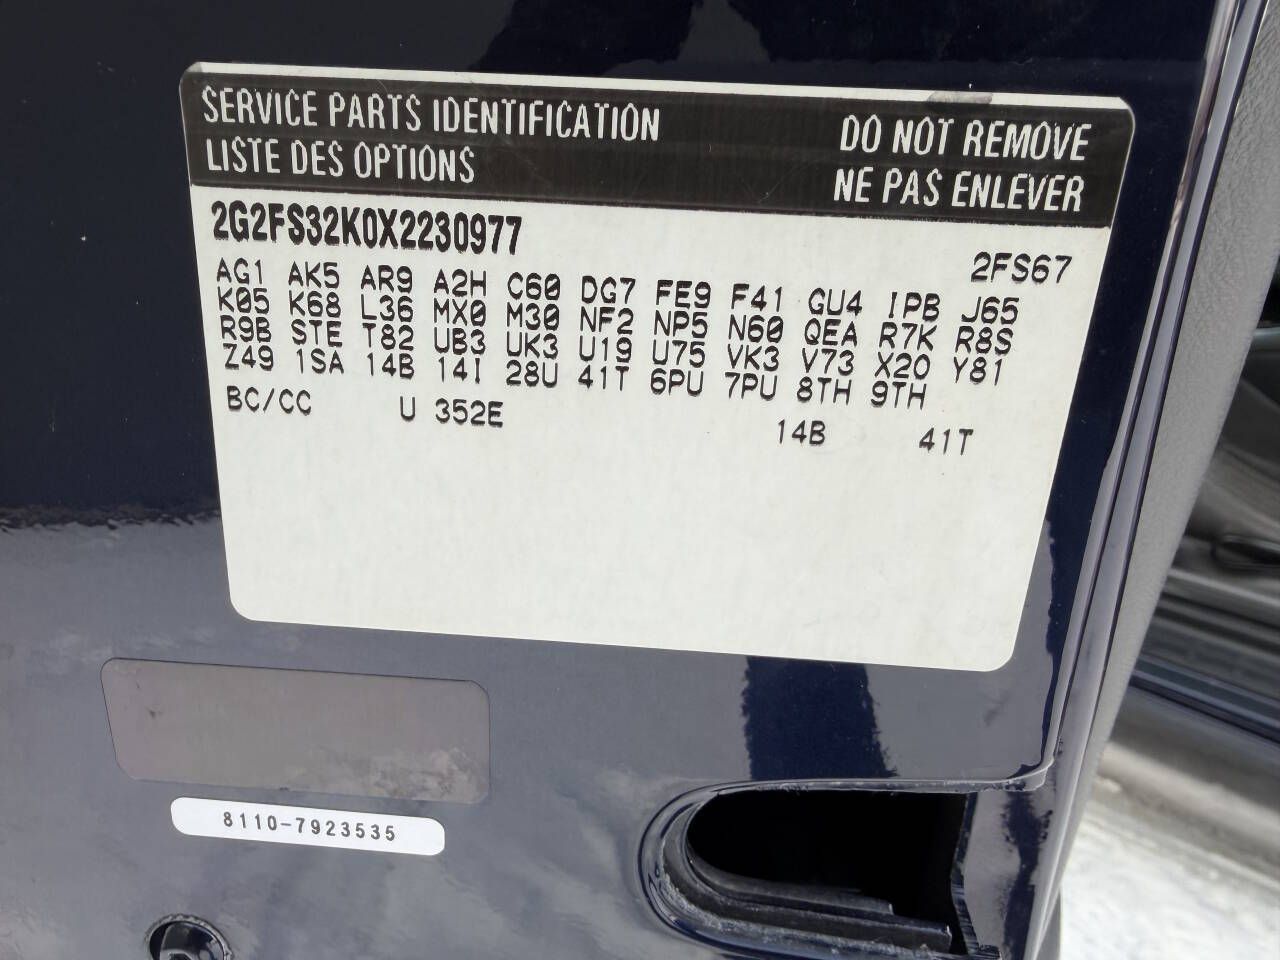 SERVICE PARTS IDENTIFICATION DO NOT REMOVE
LISTE DES OPTIONS NE PAS ENLEVER
2G2FS32K0X2230977 2FS67
AG1 AK5 AR9 A2H C60 DG7 FE9 F41 GU4 IPB J65
K05 K68 L36 MX0 M30 NF2 NP5 N60 QEA R7K R8S
R9B STE T82 UB3 UK3 U19 U75 VK3 V73 X20 Y81
Z49 1SA 14B 14I 28U 41T 6PU 7PU 8TH 9TH
BC/CC U 352E 14B 41T
8110-7923535